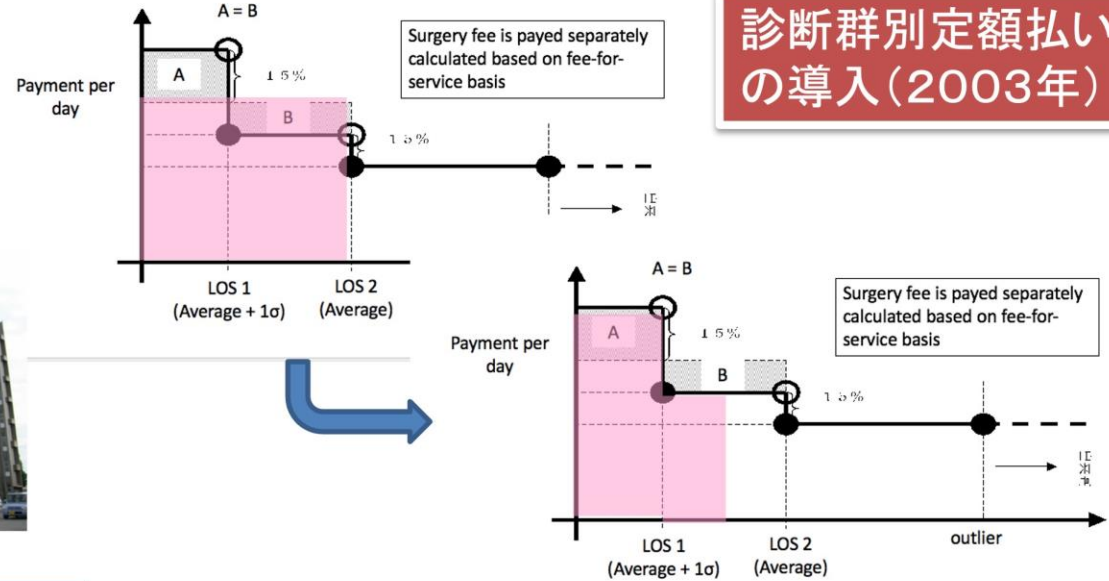 診断群別定額払い
の導入(2003年)
A = B
Payment per
day
A
15%
B
15%
Surgery fee is payed separately
calculated based on fee-for-
service basis
LOS 1
(Average + 1σ)
LOS 2
(Average)
A = B
Payment per
day
A
15%
B
15%
Surgery fee is payed separately
calculated based on fee-for-
service basis
LOS 1
(Average + 1σ)
LOS 2
(Average)
outlier